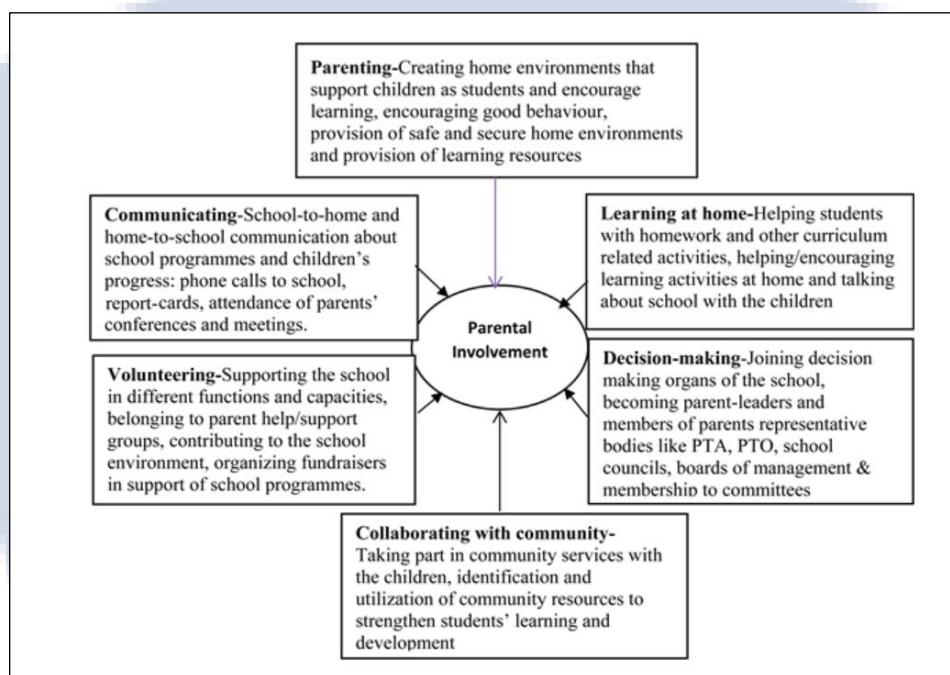 Parenting-Creating home environments that
support children as students and encourage
learning, encouraging good behaviour,
provision of safe and secure home environments
and provision of learning resources
Communicating-School-to-home and
home-to-school communication about
school programmes and children's
progress: phone calls to school,
report-cards, attendance of parents'
conferences and meetings.
Learning at home-Helping students
with homework and other curriculum
related activities, helping/encouraging
learning activities at home and talking
about school with the children
Parental
Involvement
Volunteering-Supporting the school
in different functions and capacities,
belonging to parent help/support
groups, contributing to the school
environment, organizing fundraisers
in support of school programmes.
Decision-making-Joining decision
making organs of the school,
becoming parent-leaders and
members of parents representative
bodies like PTA, PTO, school
councils, boards of management &
membership to committees
Collaborating with community-
Taking part in community services with
the children, identification and
utilization of community resources to
strengthen students' learning and
development